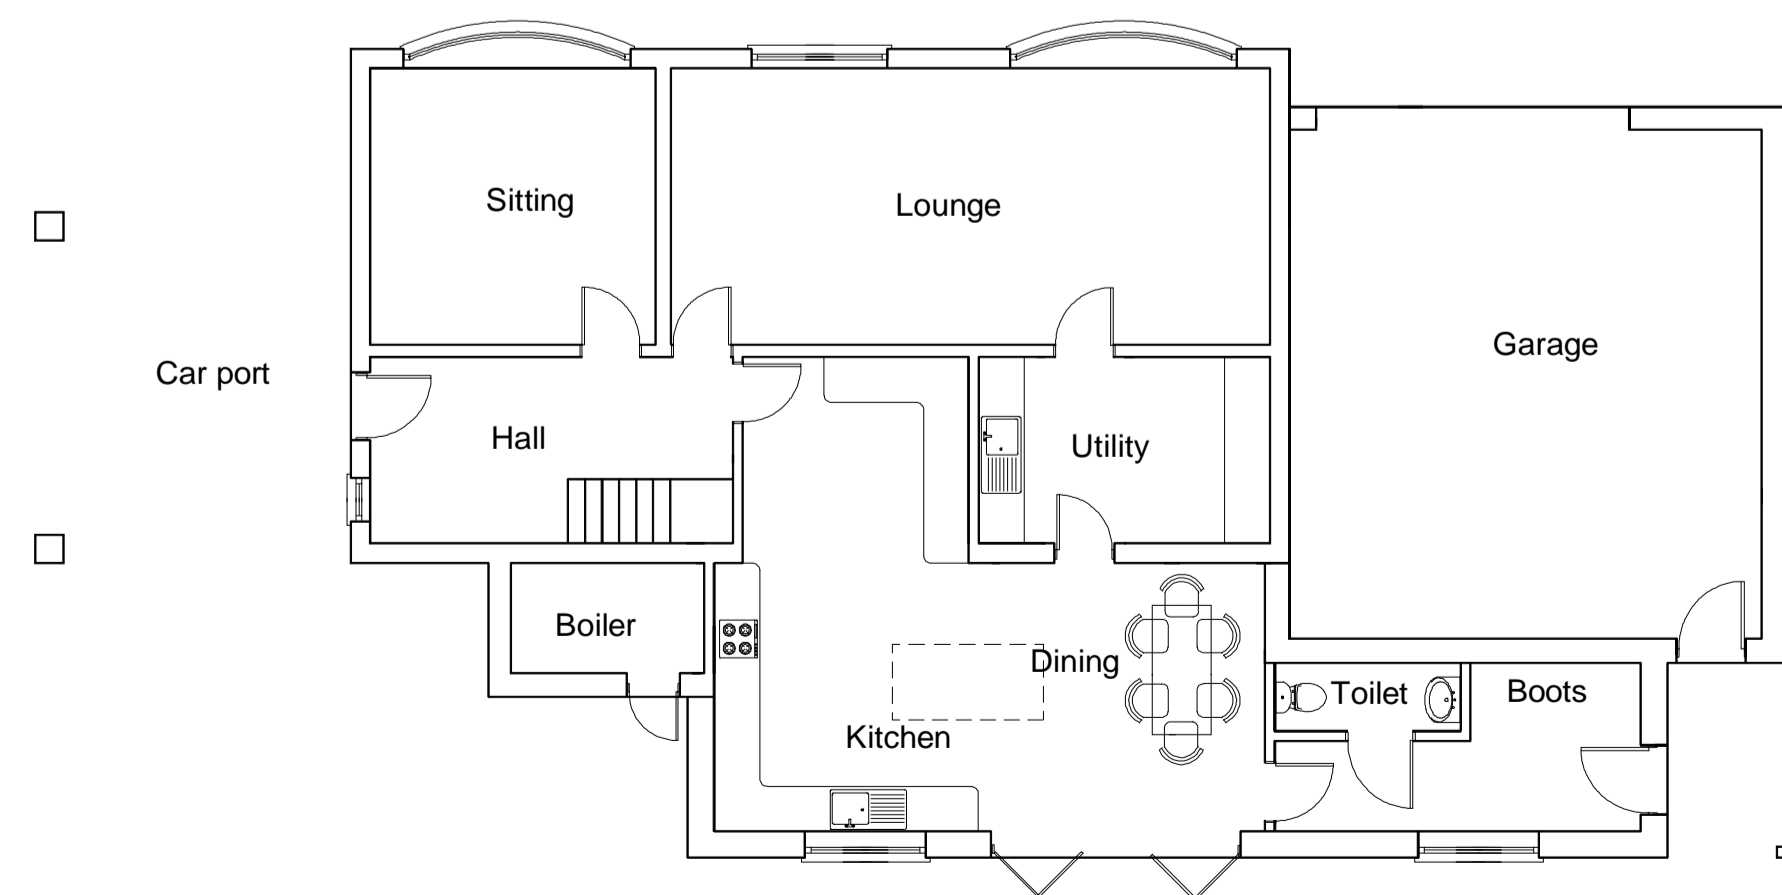 Sitting
Lounge
Garage
Car port
Hall
Utility
Boiler
Dining
Toilet
Boots
Kitchen